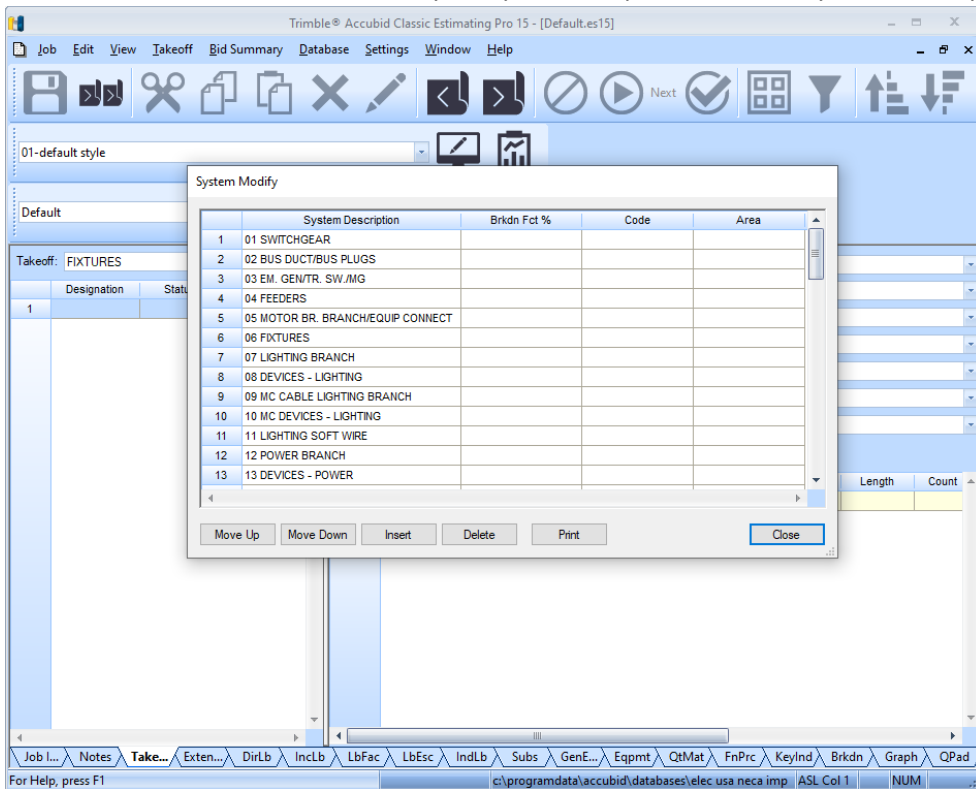 Trimble® Accubid Classic Estimating Pro 15 - [Default.es15]
Job Edit View Takeoff Bid Summary Database Settings Window Help
Next
01-default style
System Modify
Default
System Description Brkdn Fct % Code Area
1 01 SWITCHGEAR
2 02 BUS DUCT/BUS PLUGS
3 03 EM. GEN/TR. SW./MG
4 04 FEEDERS
5 05 MOTOR BR. BRANCH/EQUIP CONNECT
6 06 FIXTURES
7 07 LIGHTING BRANCH
8 08 DEVICES - LIGHTING
9 09 MC CABLE LIGHTING BRANCH
10 10 MC DEVICES - LIGHTING
11 11 LIGHTING SOFT WIRE
12 12 POWER BRANCH
13 13 DEVICES - POWER
Takeoff: FIXTURES
Designation Statu
1
Length Count
Move Up Move Down Insert Delete Print Close
Job I... Notes Take... Exten... DirLb IncLb LbFac LbEsc IndLb Subs GenE... Eqpmt QtMat FnPrc KeyInd Brkdn Graph QPad
For Help, press F1 c:\programdata\accubid\databases\elec usa neca imp ASL Col 1 NUM